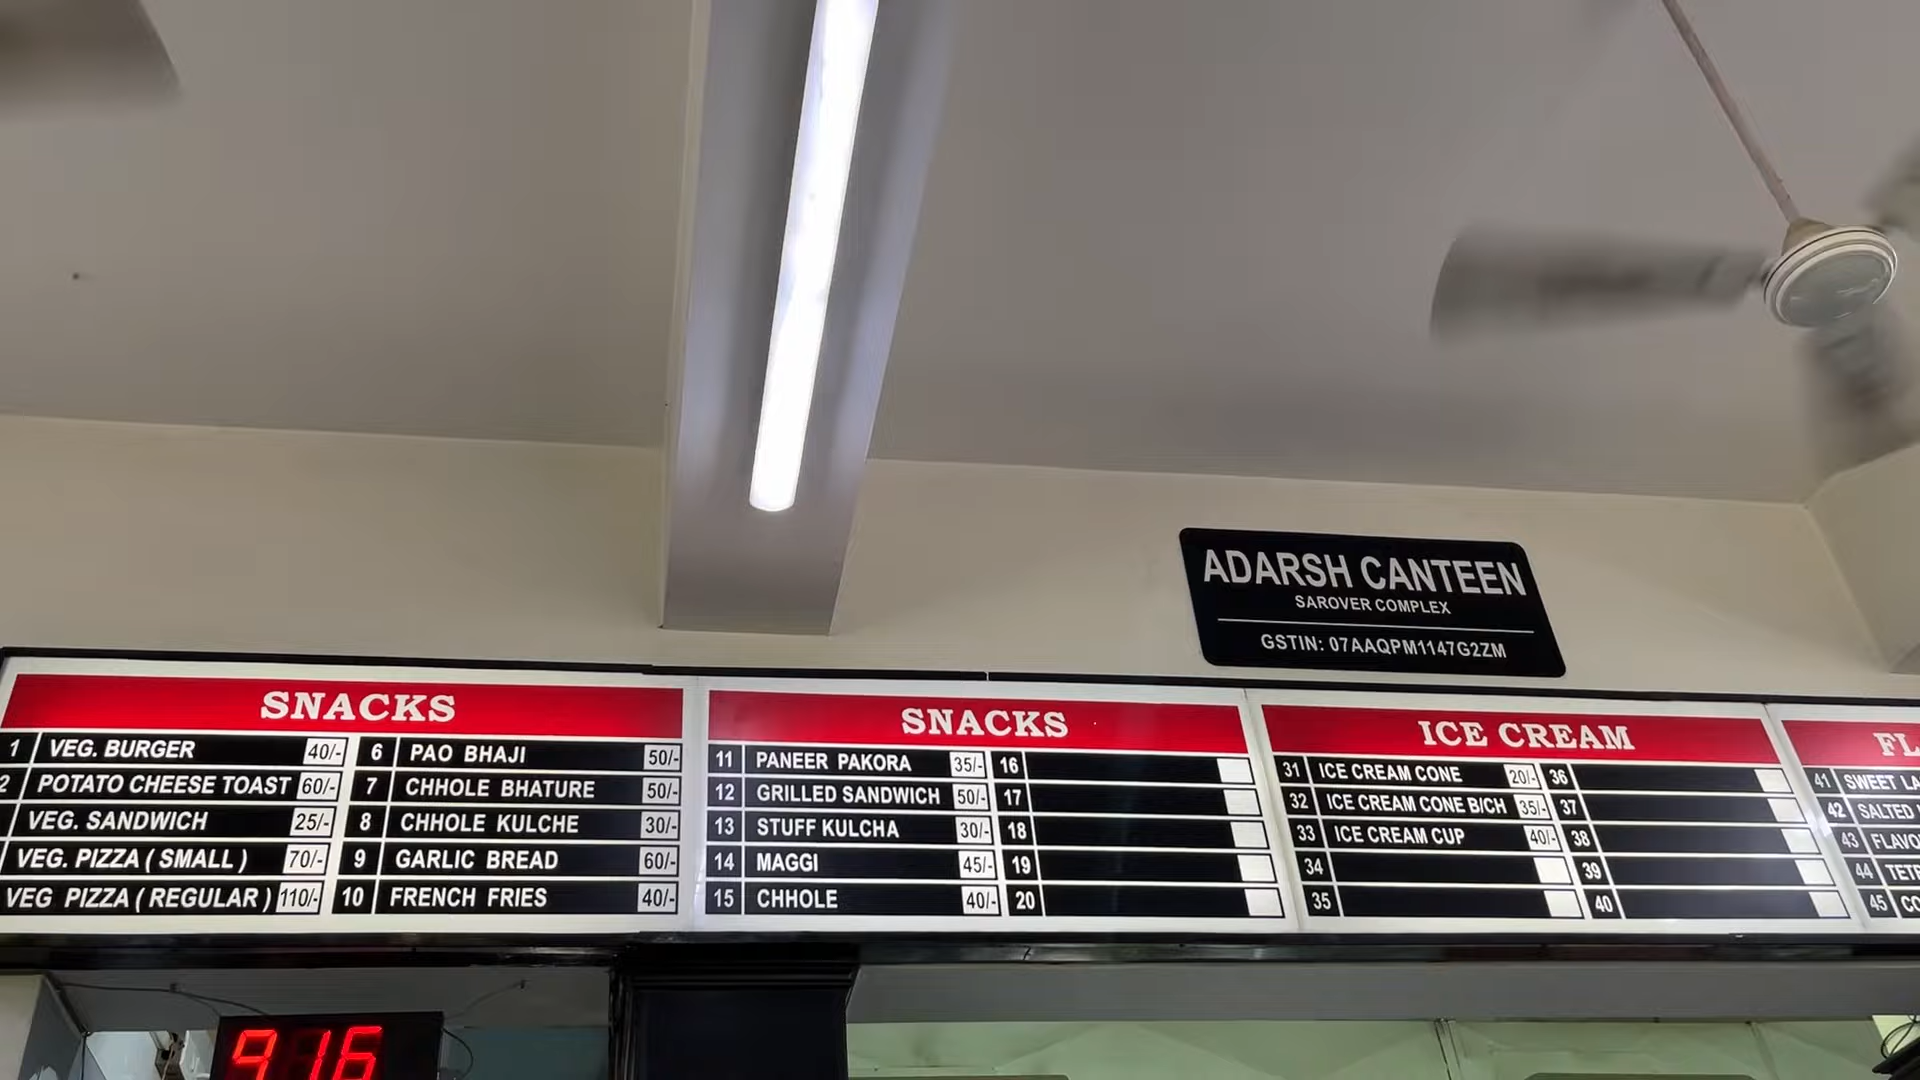 ADARSH CANTEEN
SAROVER COMPLEX
GSTIN: 07AAQPM1147G2ZM
SNACKS
1 VEG. BURGER 40/- 6 PAO BHAJI 50/-
2 POTATO CHEESE TOAST 60/- 7 CHHOLE BHATURE 50/-
VEG. SANDWICH 25/- 8 CHHOLE KULCHE 30/-
VEG. PIZZA ( SMALL ) 70/- 9 GARLIC BREAD 60/-
VEG PIZZA ( REGULAR ) 110/- 10 FRENCH FRIES 40/-
SNACKS
11 PANEER PAKORA 35/- 16
12 GRILLED SANDWICH 50/- 17
13 STUFF KULCHA 30/- 18
14 MAGGI 45/- 19
15 CHHOLE 40/- 20
ICE CREAM
31 ICE CREAM CONE 20/- 36
32 ICE CREAM CONE B/CH 35/- 37
33 ICE CREAM CUP 40/- 38
34 39
35 40
41 SWEET
42 SALTED
43
44
45
916